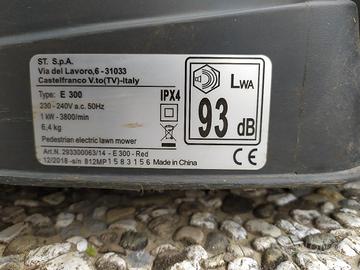 ST. S.p.A.
Via del Lavoro,6 - 31033
Castelfranco V.to(TV)-Italy
Type: E 300
230 - 240V a.c. 50Hz
1 kW - 3800/min
6,4 kg
IPX4
Pedestrian electric lawn mower
Art.N. 293300063/14 - E 300 - Red
12/2018 -s/n 812MP1583156 Made in China
LWA
93 dB
CE